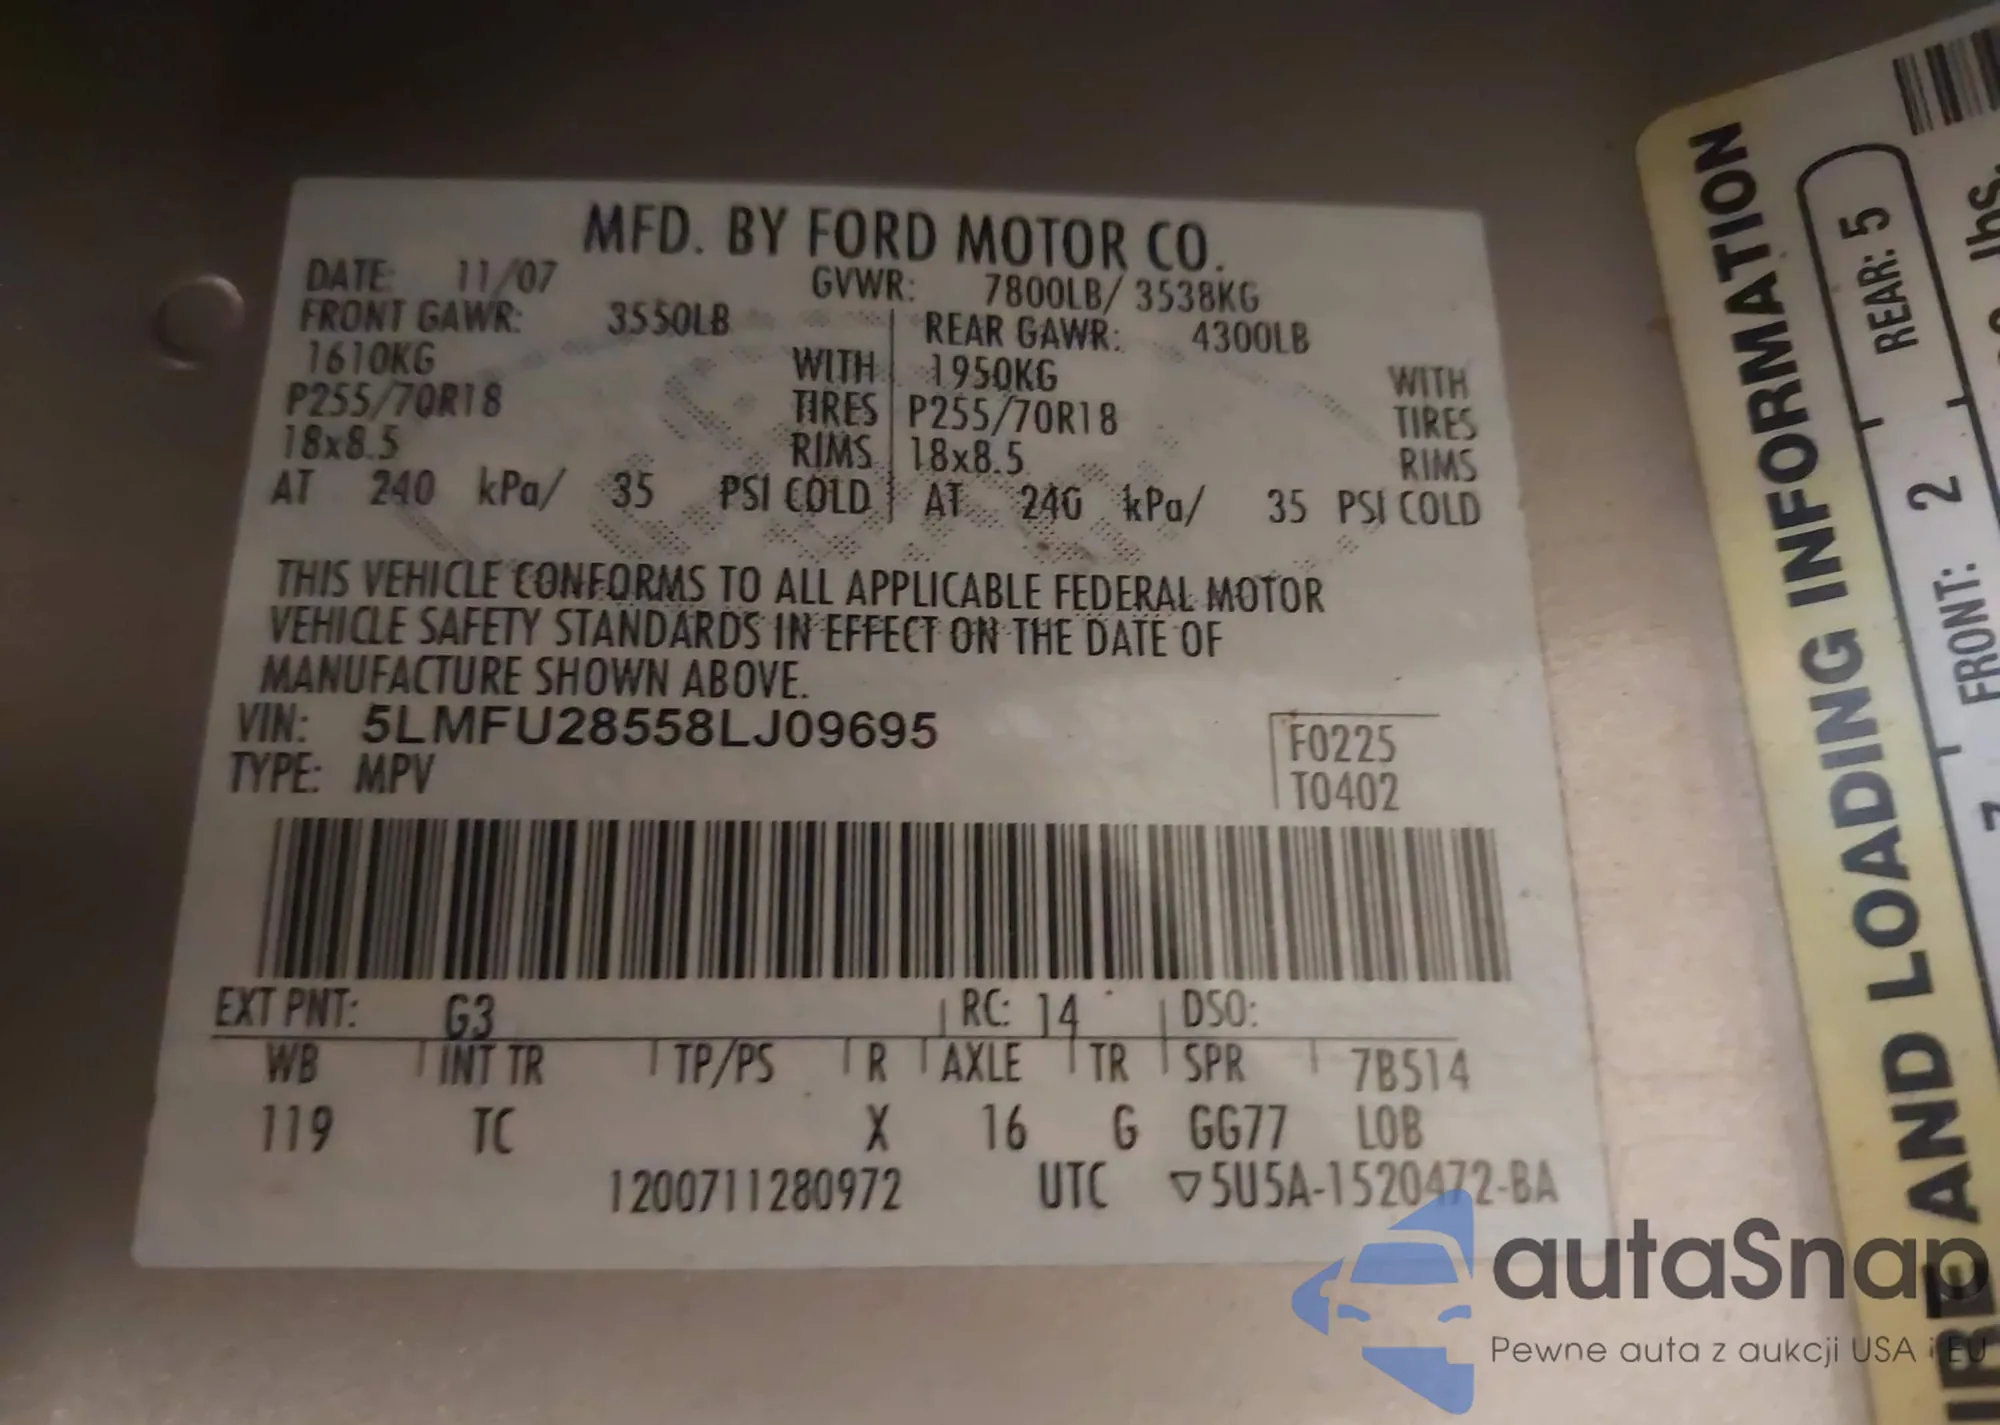 MFD. BY FORD MOTOR CO.
DATE: 11/07 GVWR: 7800LB/ 3538KG
FRONT GAWR: 3550LB REAR GAWR: 4300LB
1610KG WITH 1950KG WITH
P255/70R18 TIRES P255/70R18 TIRES
18x8.5 RIMS 18x8.5 RIMS
AT 240 kPa/ 35 PSI COLD AT 240 kPa/ 35 PSI COLD
THIS VEHICLE CONFORMS TO ALL APPLICABLE FEDERAL MOTOR
VEHICLE SAFETY STANDARDS IN EFFECT ON THE DATE OF
MANUFACTURE SHOWN ABOVE.
VIN: 5LMFU28558LJ09695
F0225
TYPE: MPV
T0402
EXT PNT: G3 RC: 14 DSO:
WB INT TR TP/PS R AXLE TR SPR 7B514
119 TC X 16 G GG77 LOB
1200711280972 UTC ▽5U5A-1520472-BA
AND LOADING INFORMATION
FRONT: 2 REAR: 5
lbs.
autaSnap
Pewne auta z aukcji USA i EU